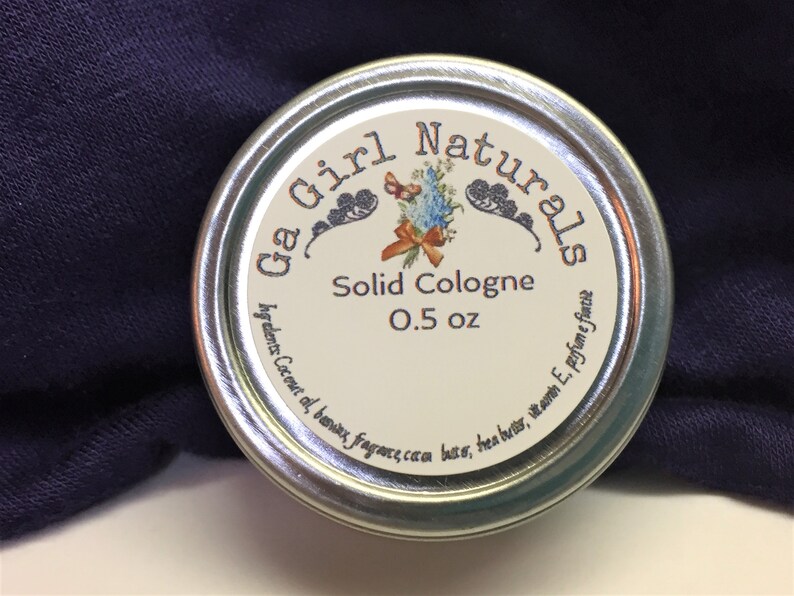 Ga Girl Naturals
Solid Cologne
0.5 oz
Ingredients: Coconut oil, beeswax, fragrance, cocoa butter, shea butter, vitamin E, perfume fixative